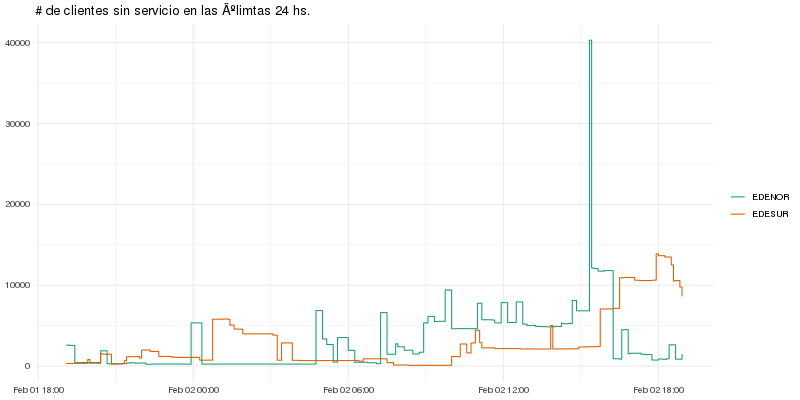 # de clientes sin servicio en las Ãºlimtas 24 hs.
40000
30000
20000
10000
0
Feb 01 18:00
Feb 02 00:00
Feb 02 06:00
Feb 02 12:00
Feb 02 18:00
EDENOR
EDESUR